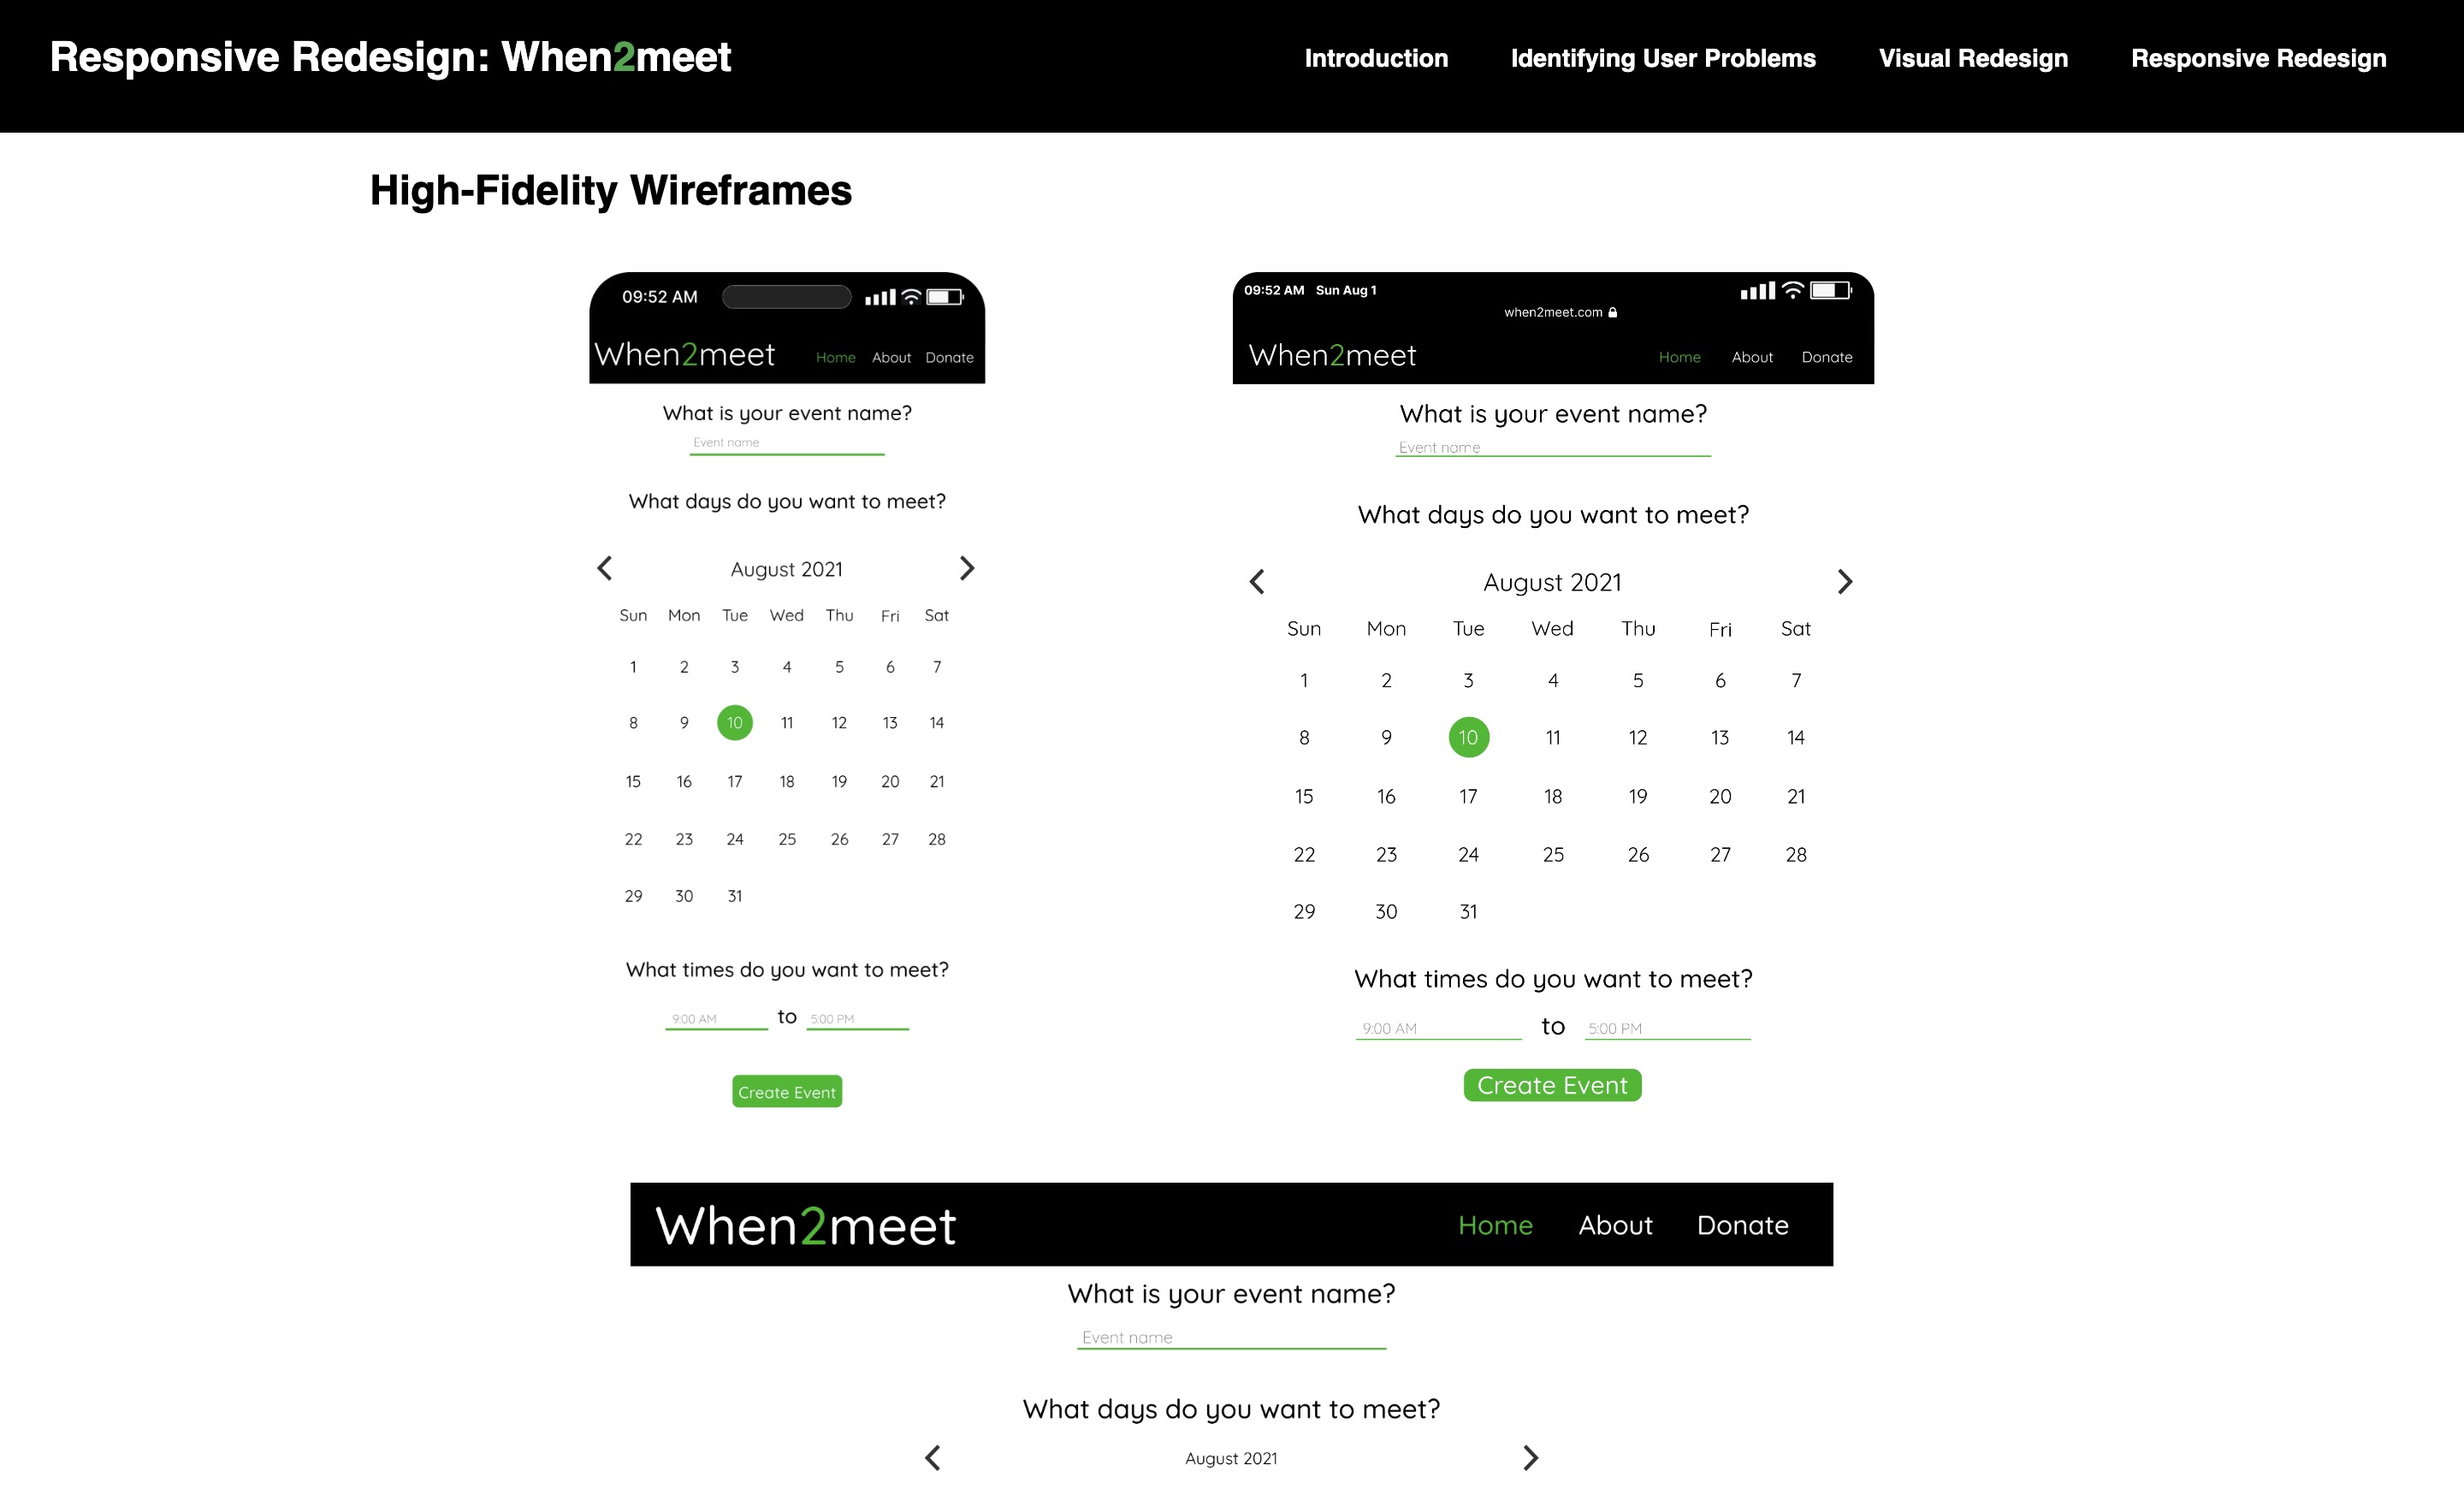 Responsive Redesign: When2meet Introduction Identifying User Problems Visual Redesign Responsive Redesign
High-Fidelity Wireframes
09:52 AM
When2meet Home About Donate
What is your event name?
Event name
What days do you want to meet?
August 2021
Sun Mon Tue Wed Thu Fri Sat
1 2 3 4 5 6 7
8 9 10 11 12 13 14
15 16 17 18 19 20 21
22 23 24 25 26 27 28
29 30 31
What times do you want to meet?
9:00 AM to 5:00 PM
Create Event
09:52 AM Sun Aug 1
when2meet.com
When2meet Home About Donate
What is your event name?
Event name
What days do you want to meet?
August 2021
Sun Mon Tue Wed Thu Fri Sat
1 2 3 4 5 6 7
8 9 10 11 12 13 14
15 16 17 18 19 20 21
22 23 24 25 26 27 28
29 30 31
What times do you want to meet?
9:00 AM to 5:00 PM
Create Event
When2meet Home About Donate
What is your event name?
Event name
What days do you want to meet?
August 2021